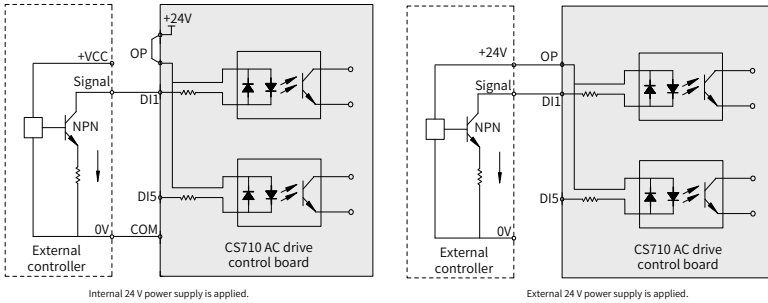 +24V
+VCC
OP
Signal
DI1
NPN
DI5
0V
COM
External
controller
CS710 AC drive
control board
Internal 24 V power supply is applied.
+24V
OP
Signal
DI1
NPN
DI5
0V
External
controller
CS710 AC drive
control board
External 24 V power supply is applied.